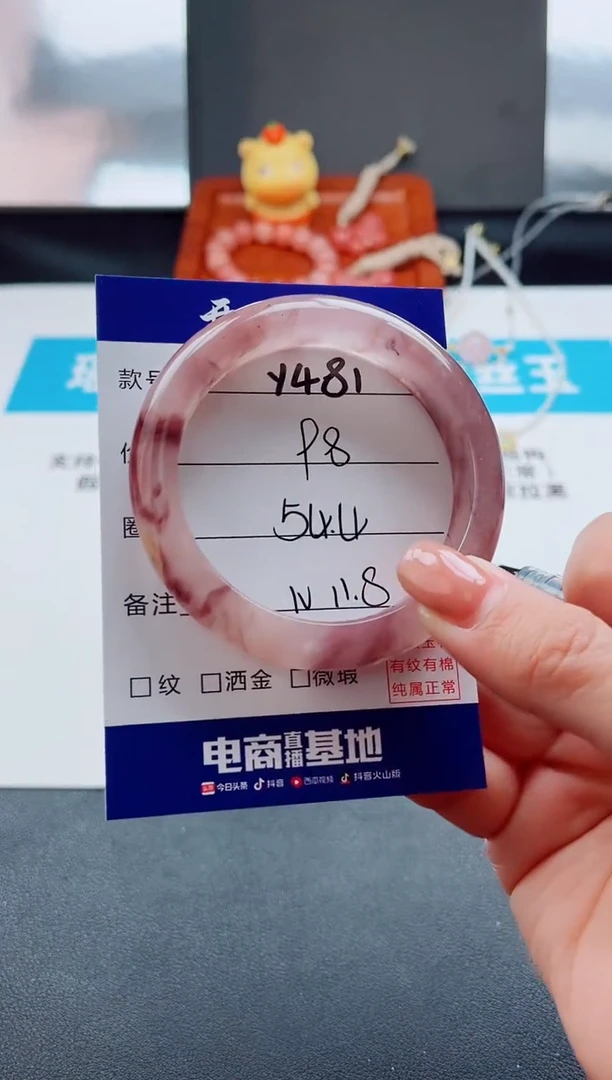 款号 Y481
P8
圈 54.4
备注 W 11.8
□纹 □洒金 □微瑕
有纹有棉
纯属正常
电商直播基地
今日头条 抖音 西瓜视频 抖音火山版